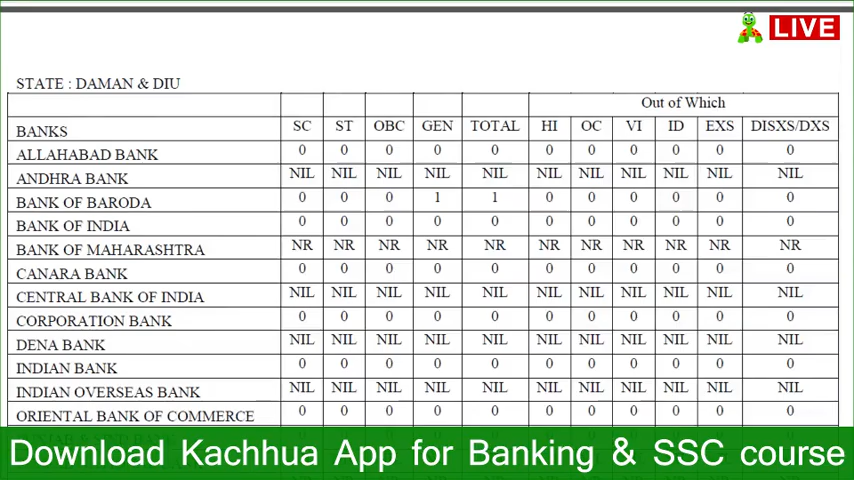 LIVE
STATE : DAMAN & DIU
Out of Which
BANKS SC ST OBC GEN TOTAL HI OC VI ID EXS DISXS/DXS
ALLAHABAD BANK 0 0 0 0 0 0 0 0 0 0 0
ANDHRA BANK NIL NIL NIL NIL NIL NIL NIL NIL NIL NIL NIL
BANK OF BARODA 0 0 0 1 1 0 0 0 0 0 0
BANK OF INDIA 0 0 0 0 0 0 0 0 0 0 0
BANK OF MAHARASHTRA NR NR NR NR NR NR NR NR NR NR NR
CANARA BANK 0 0 0 0 0 0 0 0 0 0 0
CENTRAL BANK OF INDIA NIL NIL NIL NIL NIL NIL NIL NIL NIL NIL NIL
CORPORATION BANK 0 0 0 0 0 0 0 0 0 0 0
DENA BANK NIL NIL NIL NIL NIL NIL NIL NIL NIL NIL NIL
INDIAN BANK 0 0 0 0 0 0 0 0 0 0 0
INDIAN OVERSEAS BANK NIL NIL NIL NIL NIL NIL NIL NIL NIL NIL NIL
ORIENTAL BANK OF COMMERCE 0 0 0 0 0 0 0 0 0 0 0
Download Kachhua App for Banking & SSC course